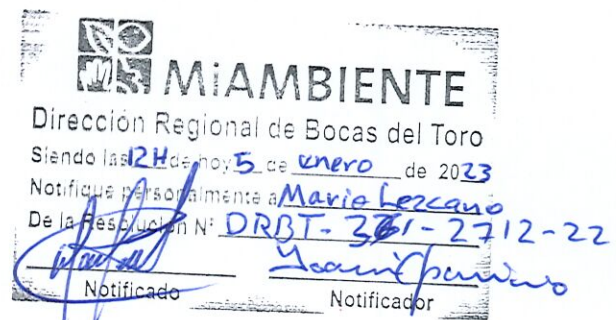 MiAMBIENTE
Dirección Regional de Bocas del Toro
Siendo las 12H de hoy 5 de enero de 2023
Notifique personalmente a Mario Lezcano
De la Resolución N° DRBT- -2712-22
Notificado Notificador